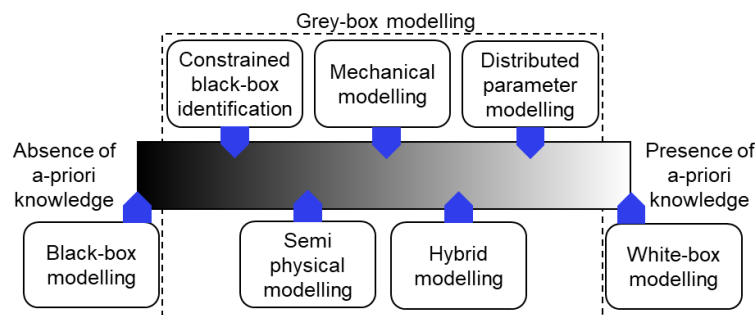 Grey-box modelling
Constrained
black-box
identification
Mechanical
modelling
Distributed
parameter
modelling
Absence of
a-priori
knowledge
Presence of
a-priori
knowledge
Black-box
modelling
Semi
physical
modelling
Hybrid
modelling
White-box
modelling